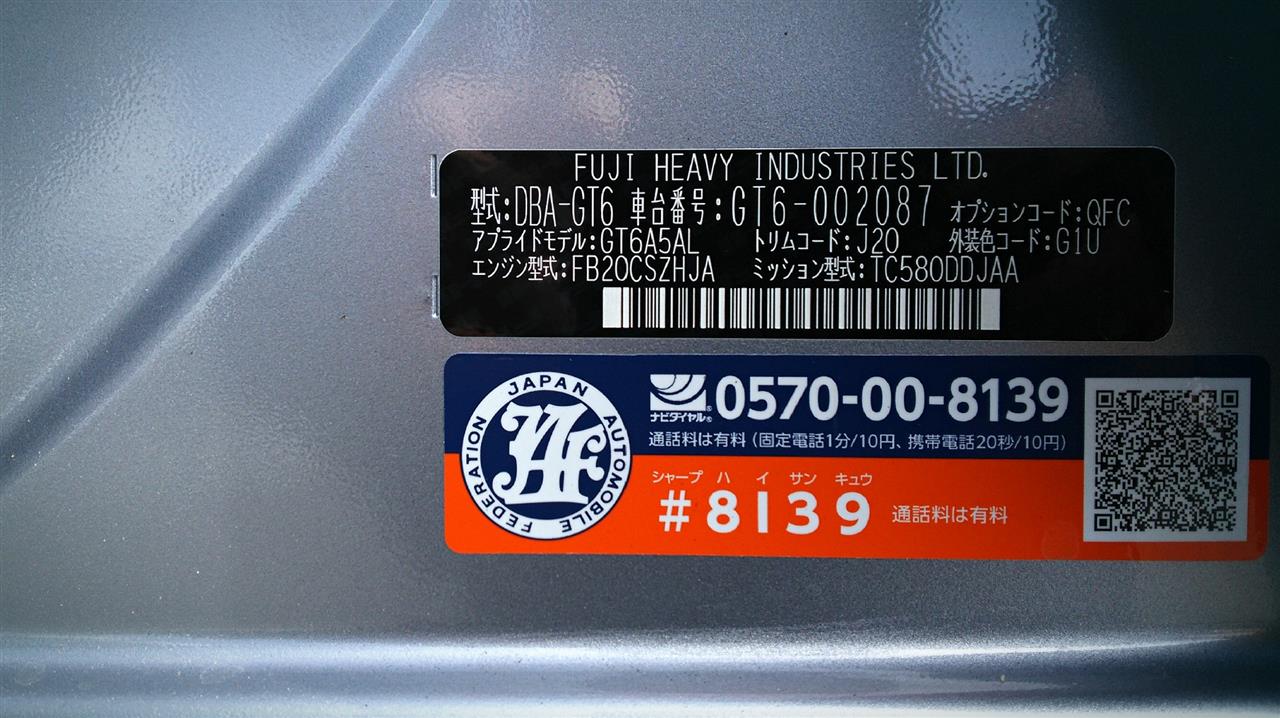 FUJI HEAVY INDUSTRIES LTD.
型式:DBA-GT6 車台番号:GT6-002087 オプションコード:QFC
アプライドモデル:GT6A5AL トリムコード:J20 外装色コード:G1U
エンジン型式:FB20CSZHJA ミッション型式:TC580DDJAA
JAPAN AUTOMOBILE FEDERATION
JAF
ナビダイヤル® 0570-00-8139
通話料は有料(固定電話1分/10円、携帯電話20秒/10円)
シャープ ハ イ サン キュウ
#8139 通話料は有料